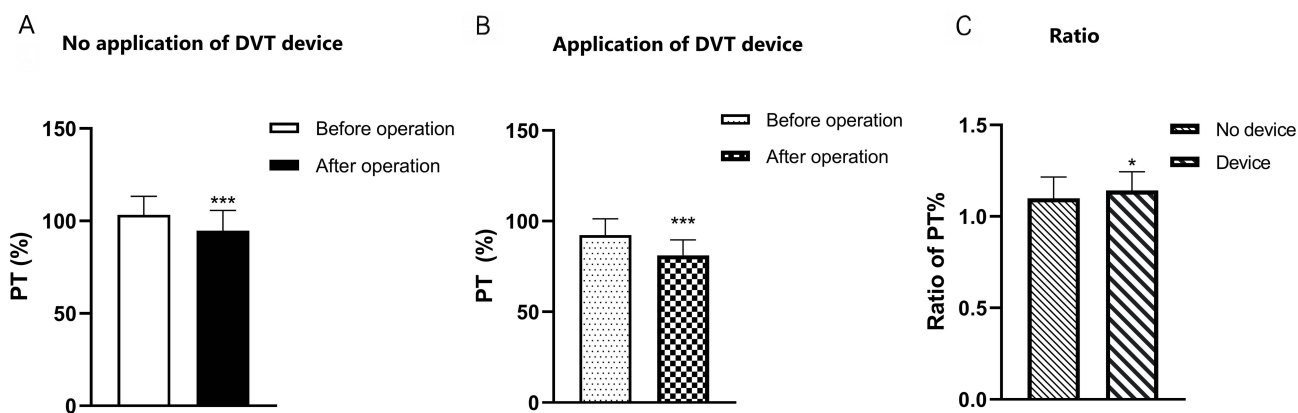 A
No application of DVT device
Before operation
After operation
PT (%)
150
100
50
0
***
B
Application of DVT device
Before operation
After operation
PT (%)
150
100
50
0
***
C
Ratio
No device
Device
Ratio of PT%
1.5
1.0
0.5
0.0
*